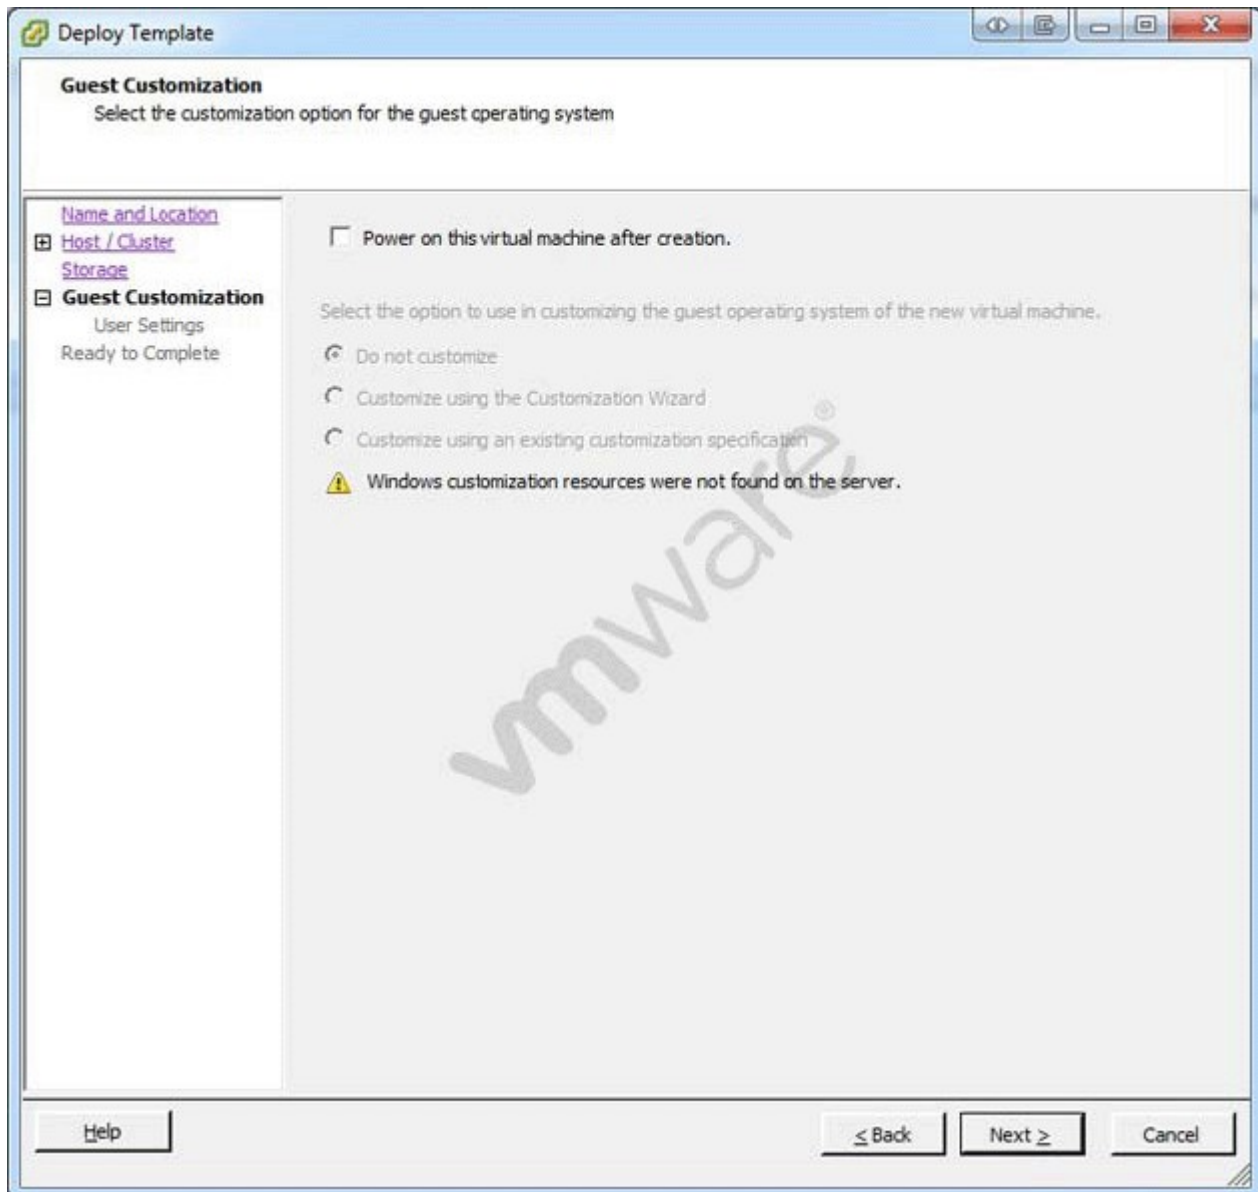 Deploy Template
Guest Customization
Select the customization option for the guest operating system
Name and Location
Host / Cluster
Storage
Guest Customization
User Settings
Ready to Complete
Power on this virtual machine after creation.
Select the option to use in customizing the guest operating system of the new virtual machine.
Do not customize
Customize using the Customization Wizard
Customize using an existing customization specification
Windows customization resources were not found on the server.
vmware®
Help
≤ Back
Next ≥
Cancel